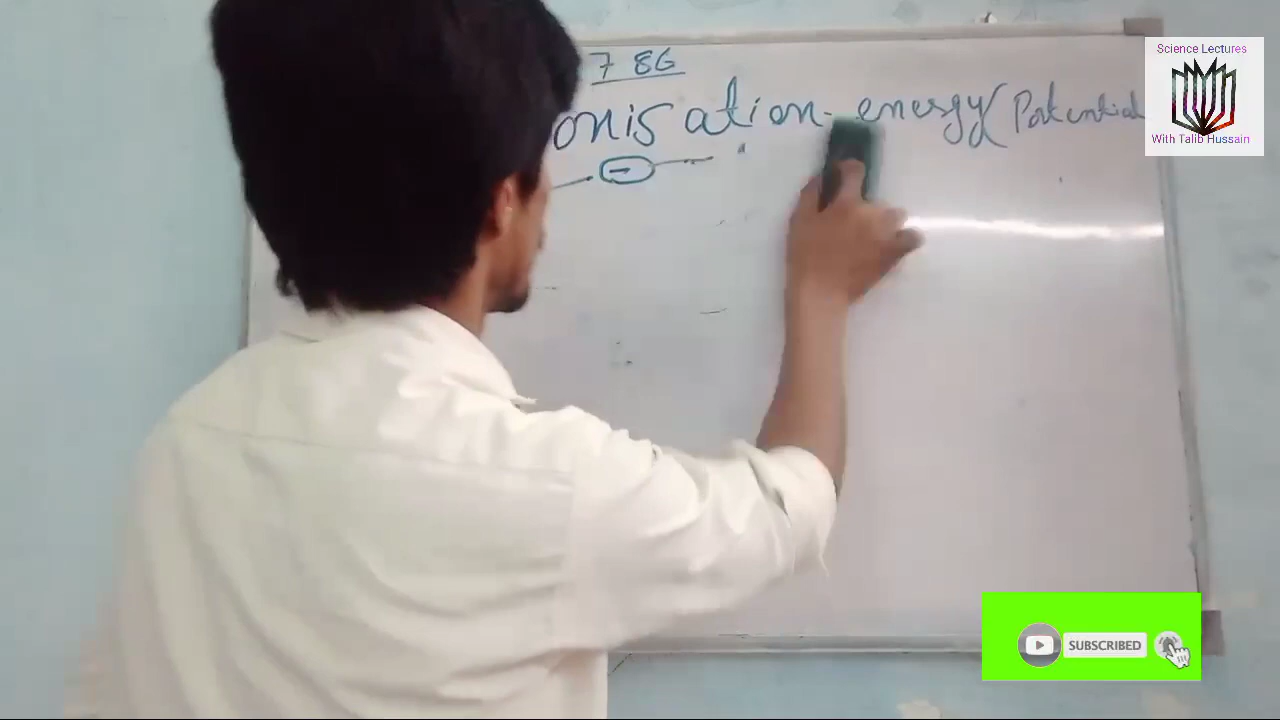 786
onisation-energy (Potential
Science Lectures
With Talib Hussain
SUBSCRIBED